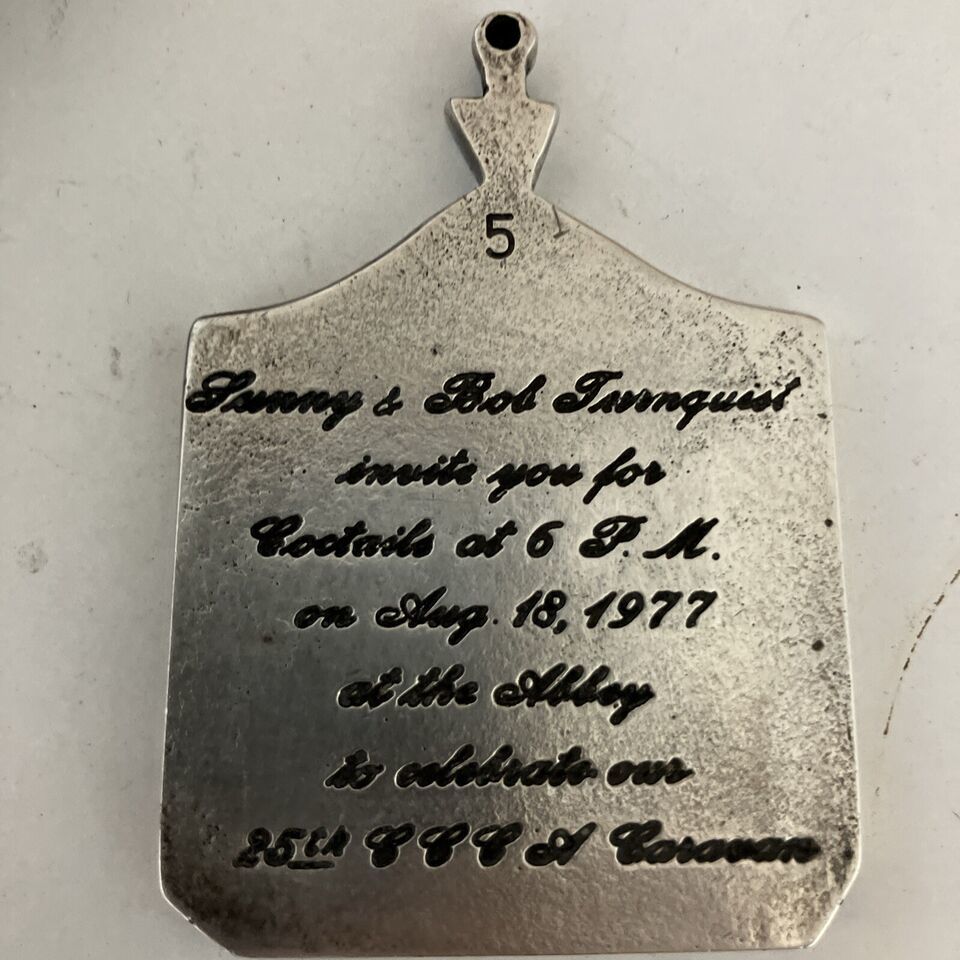 5
Sunny & Bob Turnquist
invite you for
Coctails at 6 P. M.
on Aug. 18, 1977
at the Abbey
to celebrate our
25th C C C A Caravan